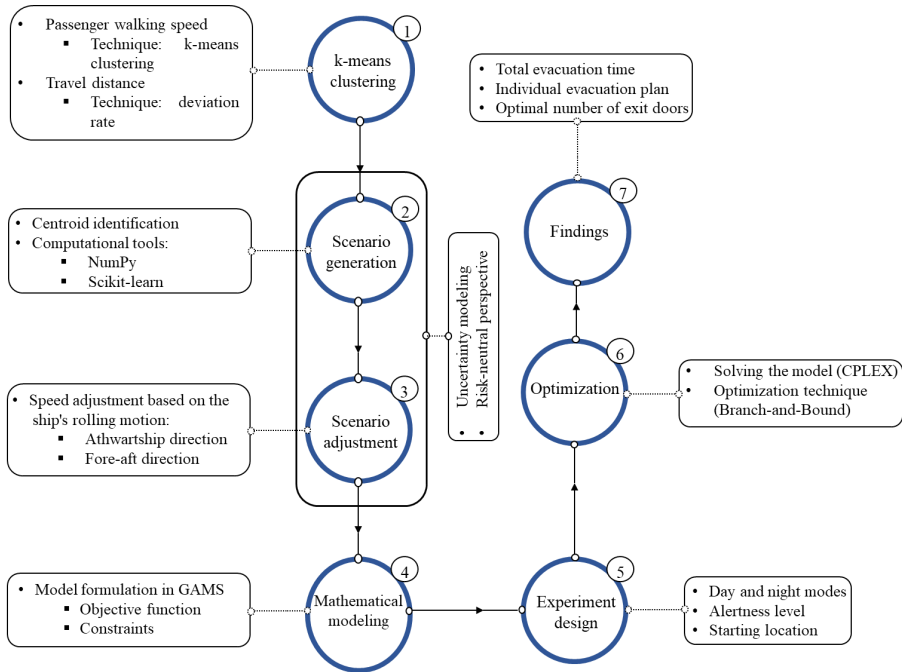 • Passenger walking speed
▪ Technique: k-means
clustering
• Travel distance
▪ Technique: deviation
rate
1
k-means
clustering
• Centroid identification
• Computational tools:
▪ NumPy
▪ Scikit-learn
2
Scenario
generation
• Uncertainty modeling
• Risk-neutral perspective
• Speed adjustment based on the
ship's rolling motion:
▪ Athwartship direction
▪ Fore-aft direction
3
Scenario
adjustment
• Model formulation in GAMS
▪ Objective function
▪ Constraints
4
Mathematical
modeling
5
Experiment
design
• Day and night modes
• Alertness level
• Starting location
6
Optimization
• Solving the model (CPLEX)
• Optimization technique
(Branch-and-Bound)
7
Findings
• Total evacuation time
• Individual evacuation plan
• Optimal number of exit doors